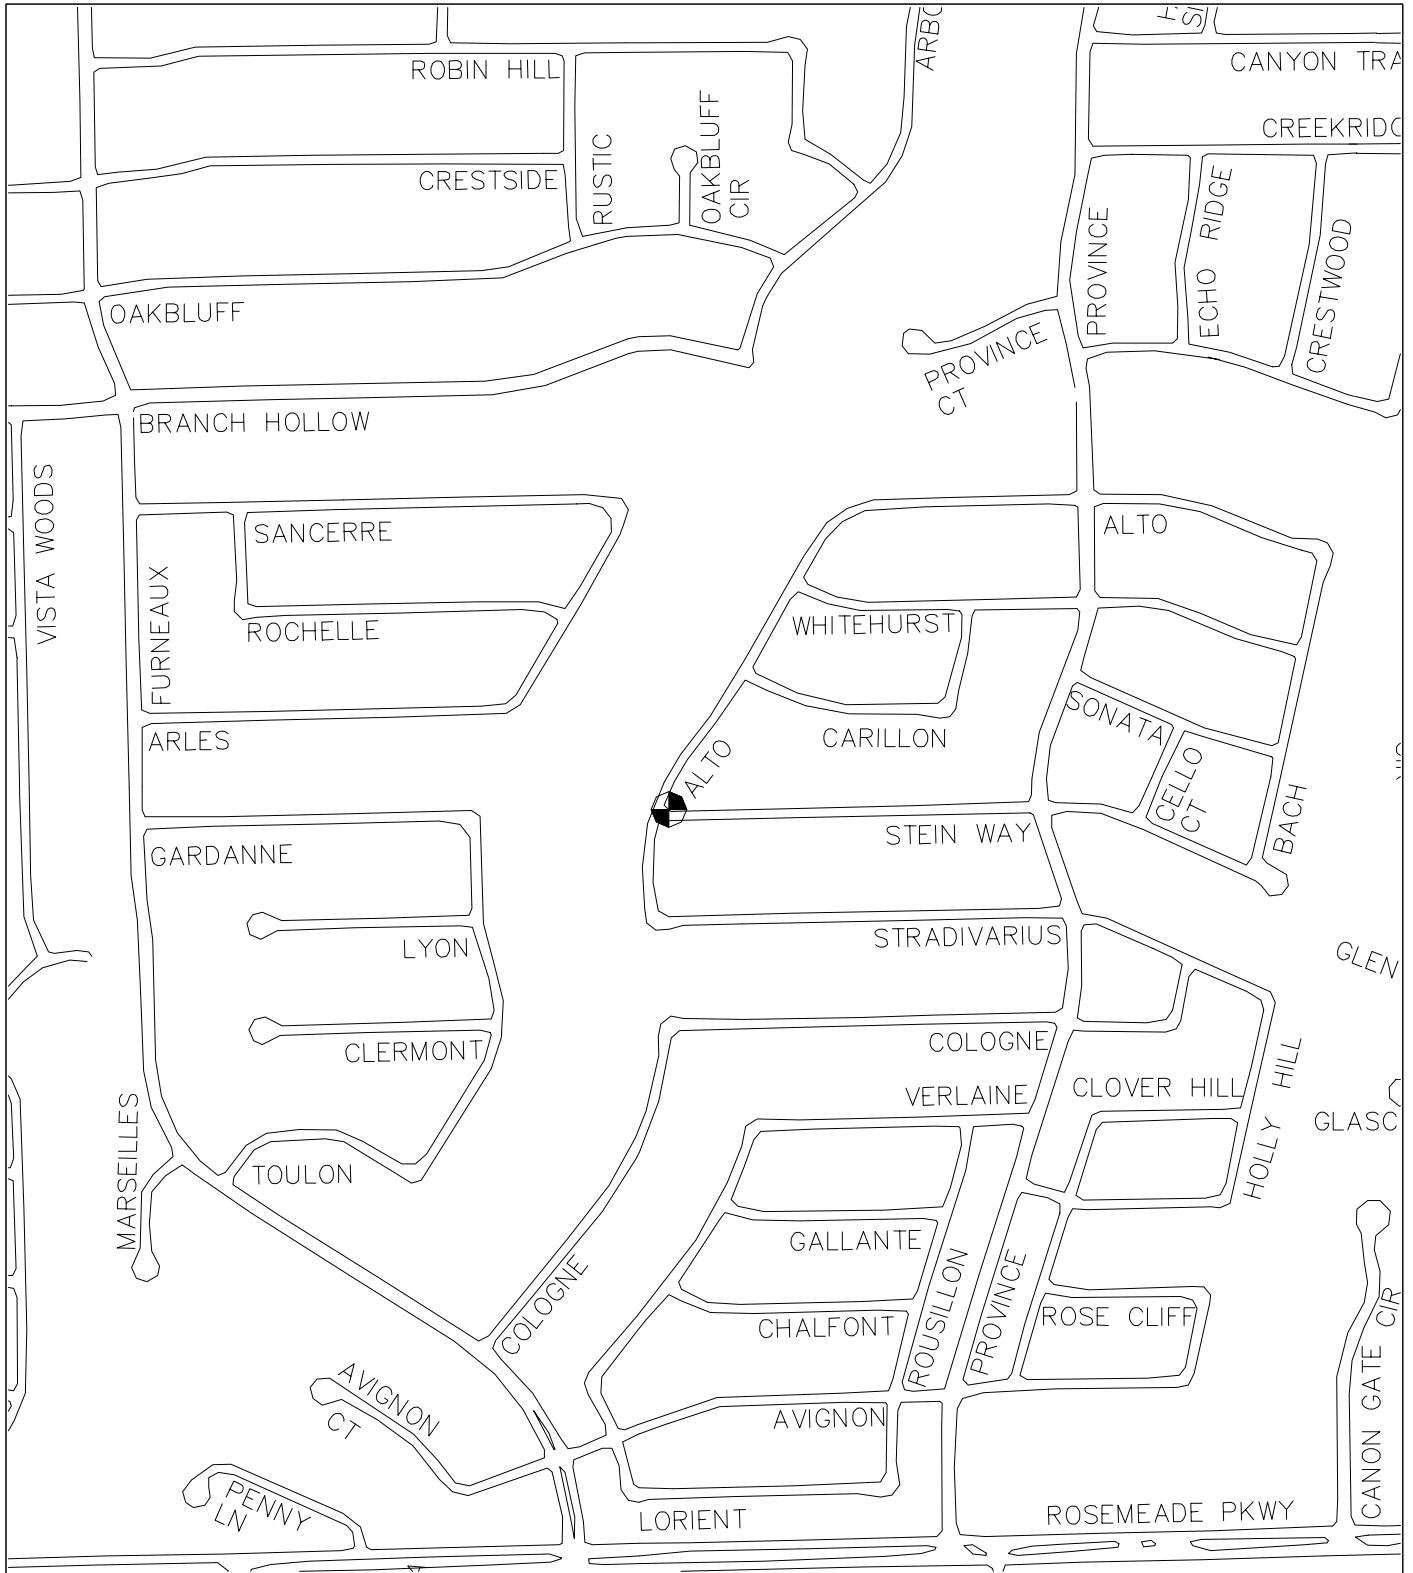 ARBO
ROBIN HILL
CANYON TRA
CREEKRIDG
CRESTSIDE
RUSTIC
OAKBLUFF
CIR
PROVINCE
ECHO RIDGE
CRESTWOOD
OAKBLUFF
PROVINCE
CT
BRANCH HOLLOW
VISTA WOODS
SANCERRE
ALTO
FURNEAUX
ROCHELLE
WHITEHURST
ARLES
CARILLON
SONATA
ALTO
CELLO
CT
BACH
GARDANNE
STEIN WAY
LYON
STRADIVARIUS
GLEN
CLERMONT
COLOGNE
VERLAINE
CLOVER HILL
HOLLY HILL
GLASC
MARSEILLES
TOULON
GALLANTE
COLOGNE
ROUSILLON
PROVINCE
CHALFONT
ROSE CLIFF
CANON GATE CIR
AVIGNON
CT
AVIGNON
PENNY
LN
LORIENT
ROSEMEADE PKWY